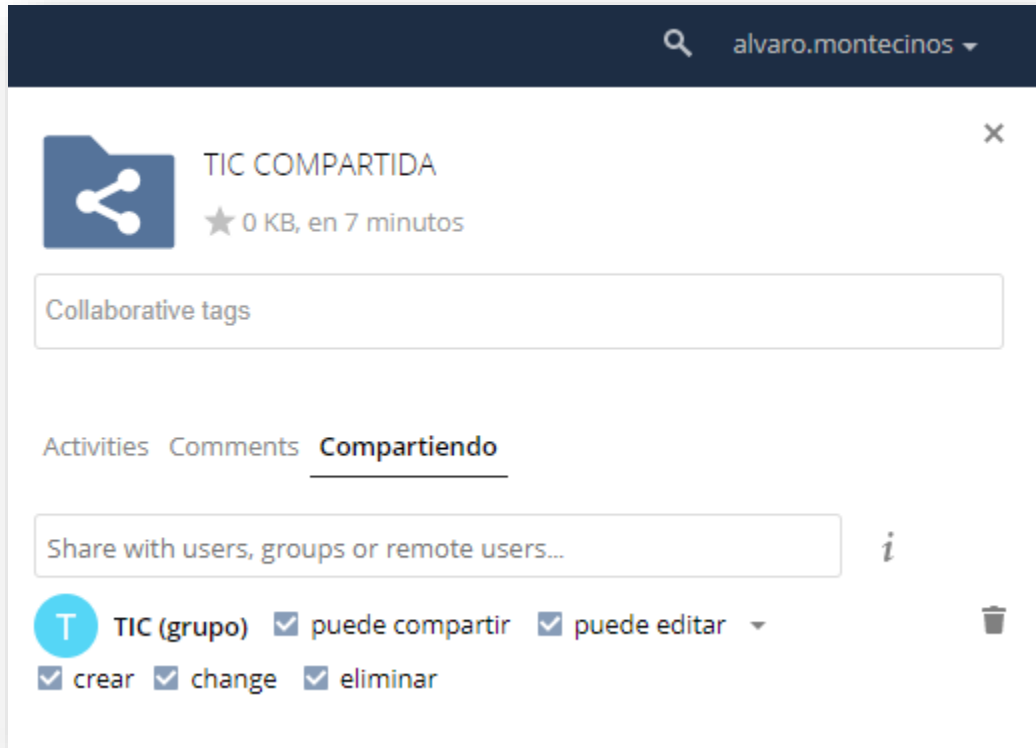 alvaro.montecinos
TIC COMPARTIDA
0 KB, en 7 minutos
Collaborative tags
Activities Comments Compartiendo
Share with users, groups or remote users...
i
T TIC (grupo) puede compartir puede editar
crear change eliminar